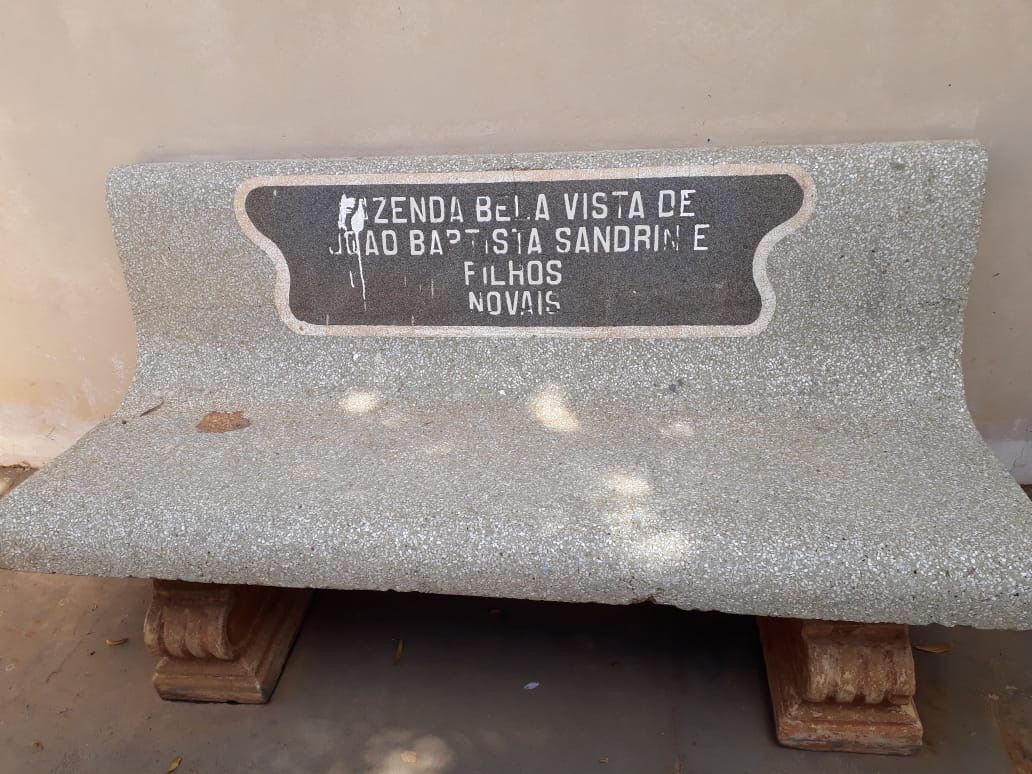 FAZENDA BELA VISTA DE
JOAO BAPTISTA SANDRIN E
FILHOS
NOVAIS